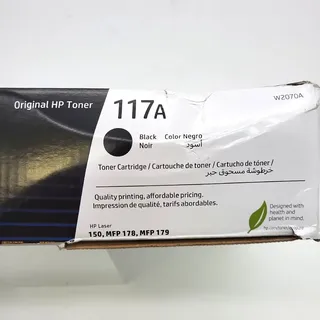 Original HP Toner
117A
W2070A
Black Color Negro
Noir أسود
Toner Cartridge / Cartouche de toner / Cartucho de tóner /
خرطوشة مسحوق حبر
Quality printing, affordable pricing.
Impression de qualité, tarifs abordables.
Designed with
health and
planet in mind.
HP Laser
150, MFP 178, MFP 179